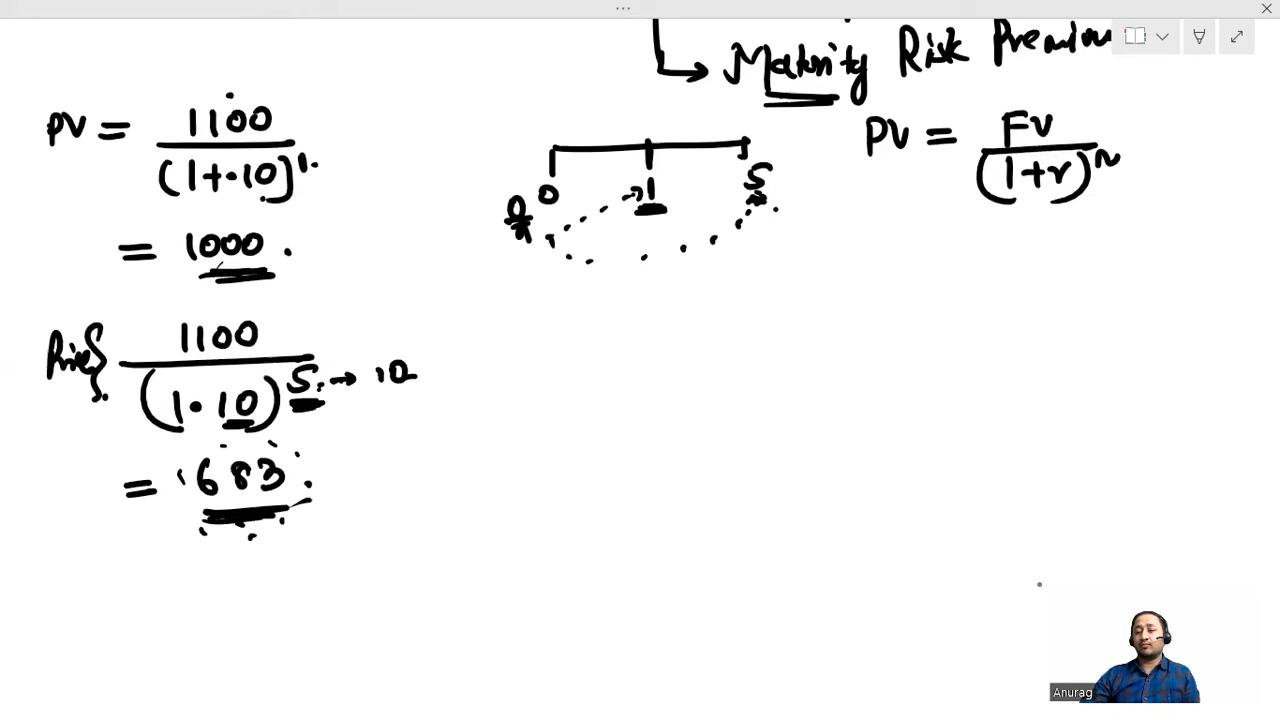 Maturity Risk Premium
PV = 1100 / (1+.10)^1
= 1000
0 1 5
PV = FV / (1+r)^n
Price} 1100 / (1.10)^5 → 10
= 683
Anurag